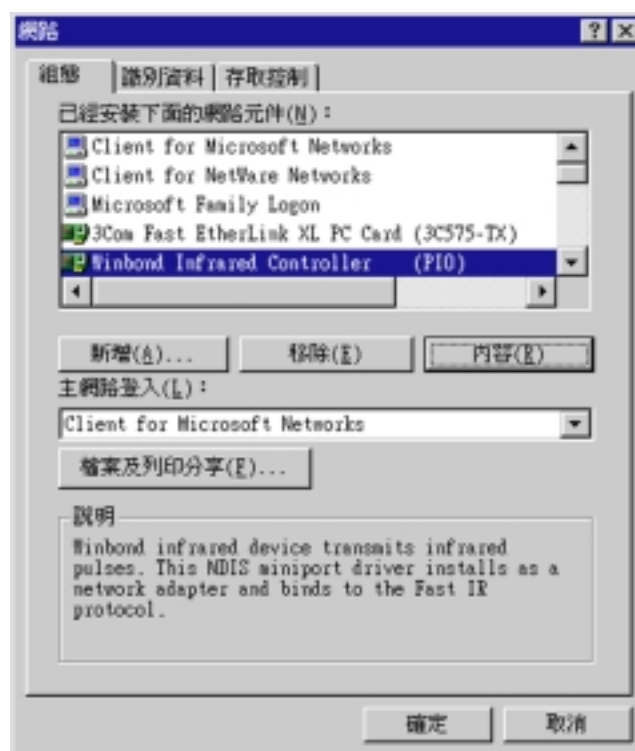 網路
組態
識別資料
存取控制
已經安裝下面的網路元件(N)：
Client for Microsoft Networks
Client for NetWare Networks
Microsoft Family Logon
3Com Fast EtherLink XL PC Card (3C575-TX)
Winbond Infrared Controller (PIO)
新增(A)...
移除(E)
內容(R)
主網路登入(L)：
Client for Microsoft Networks
檔案及列印分享(F)...
說明
Winbond infrared device transmits infrared
pulses. This NDIS miniport driver installs as a
network adapter and binds to the Fast IR
protocol.
確定
取消